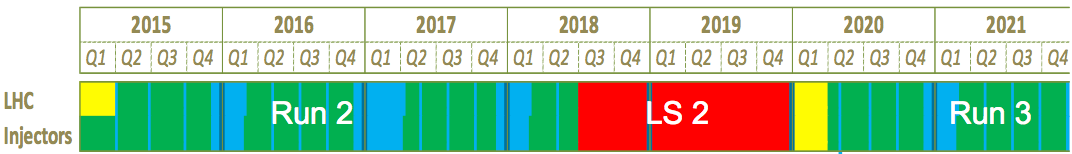 2015 2016 2017 2018 2019 2020 2021
Q1 Q2 Q3 Q4 Q1 Q2 Q3 Q4 Q1 Q2 Q3 Q4 Q1 Q2 Q3 Q4 Q1 Q2 Q3 Q4 Q1 Q2 Q3 Q4 Q1 Q2 Q3 Q4
LHC
Run 2 LS 2 Run 3
Injectors